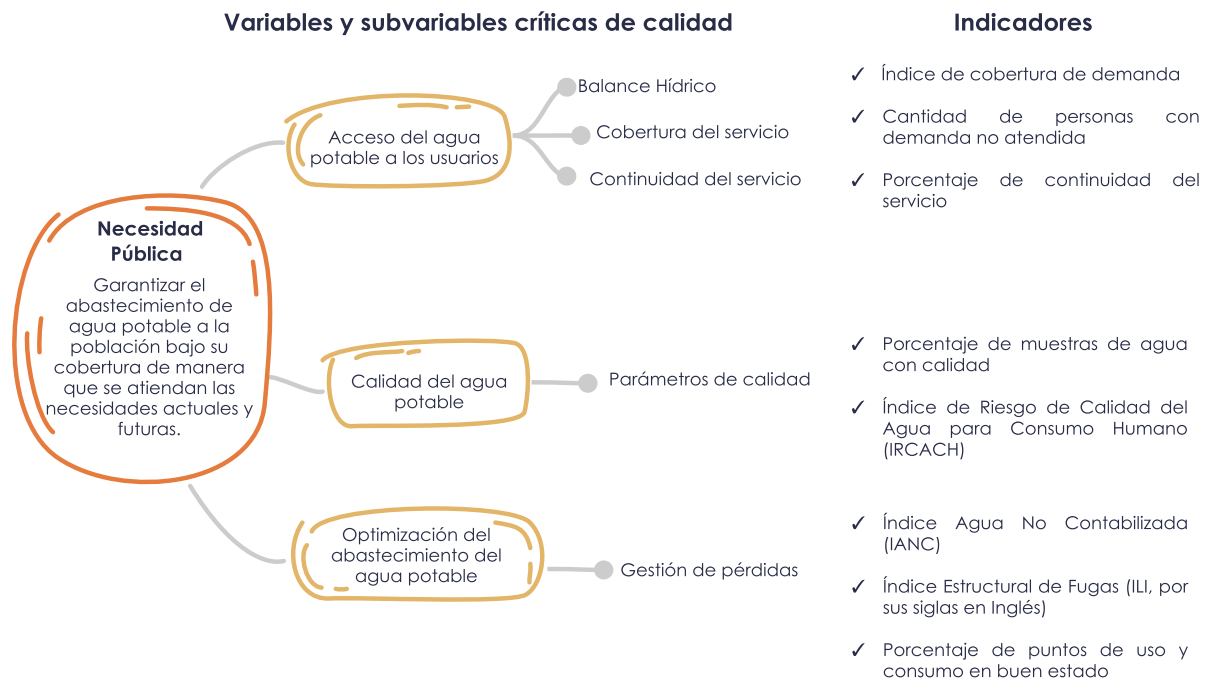 Variables y subvariables críticas de calidad
Indicadores
Necesidad
Pública
Garantizar el
abastecimiento de
agua potable a la
población bajo su
cobertura de manera
que se atiendan las
necesidades actuales y
futuras.
Acceso del agua
potable a los usuarios
Balance Hídrico
Cobertura del servicio
Continuidad del servicio
✓ Índice de cobertura de demanda
✓ Cantidad de personas con
demanda no atendida
✓ Porcentaje de continuidad del
servicio
Calidad del agua
potable
Parámetros de calidad
✓ Porcentaje de muestras de agua
con calidad
✓ Índice de Riesgo de Calidad del
Agua para Consumo Humano
(IRCACH)
Optimización del
abastecimiento del
agua potable
Gestión de pérdidas
✓ Índice Agua No Contabilizada
(IANC)
✓ Índice Estructural de Fugas (ILI, por
sus siglas en Inglés)
✓ Porcentaje de puntos de uso y
consumo en buen estado